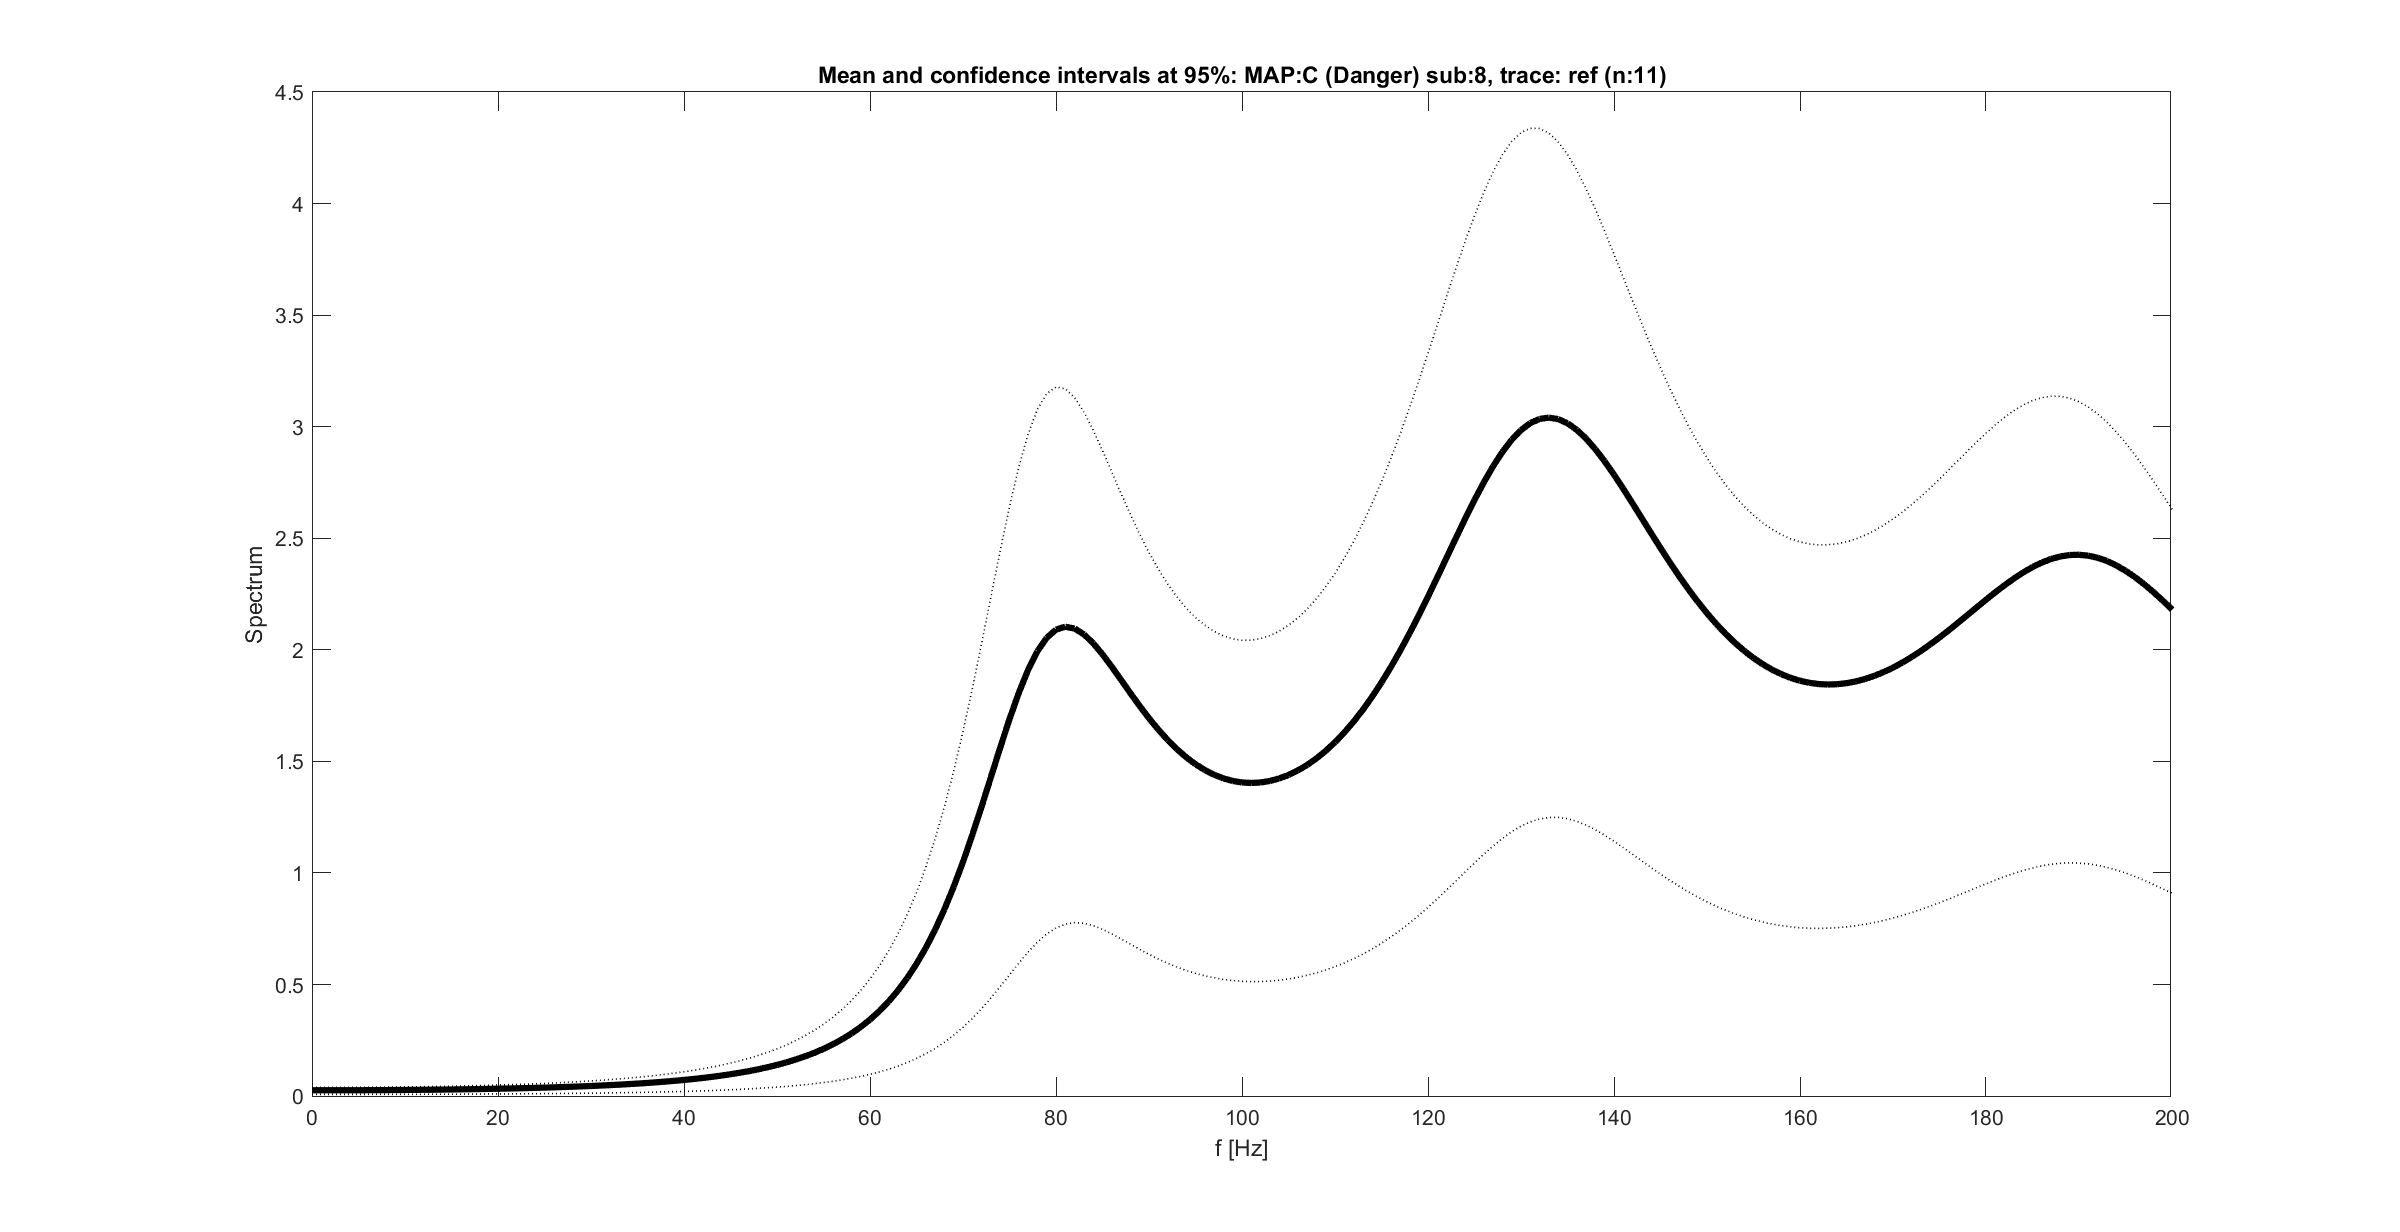 Mean and confidence intervals at 95%: MAP:C (Danger) sub:8, trace: ref (n:11)
4.5
4
3.5
3
2.5
2
1.5
1
0.5
0
Spectrum
0 20 40 60 80 100 120 140 160 180 200
f [Hz]